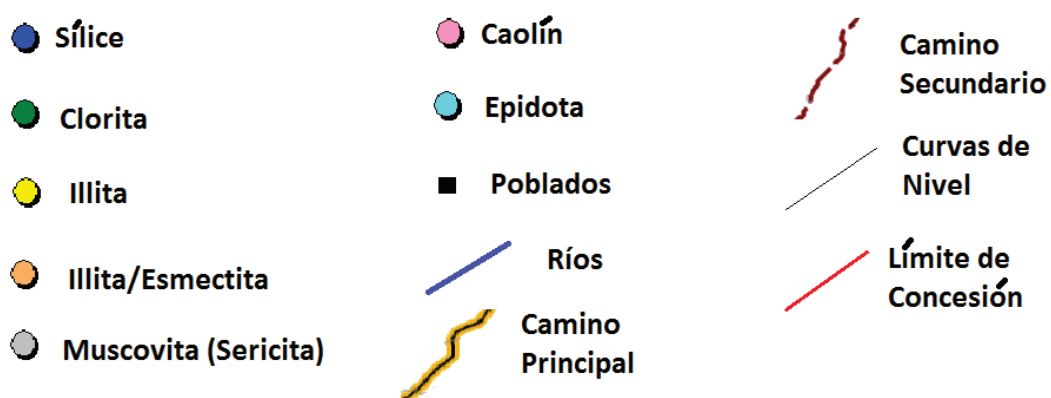 Sílice
Clorita
Illita
Illita/Esmectita
Muscovita (Sericita)
Caolín
Epidota
Poblados
Ríos
Camino
Principal
Camino
Secundario
Curvas de
Nivel
Límite de
Concesión